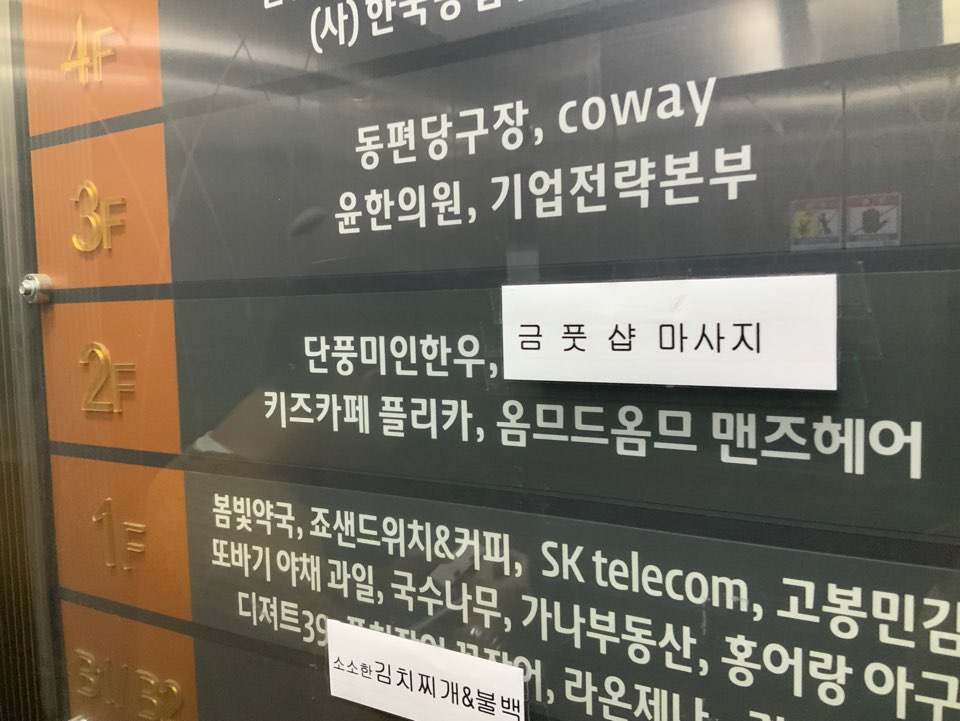 4F
(사)한국
3F
동편당구장, coway
윤한의원, 기업전략본부
2F
단풍미인한우, 금 풋 샵 마사지
키즈카페 플리카, 옴므드옴므 맨즈헤어
1F
봄빛약국, 죠샌드위치&커피, SK telecom, 고봉민김
또바기 야채 과일, 국수나무, 가나부동산, 홍어랑 아구
디져트39, 라온제나
B1/B2
소소한김치찌개&불백